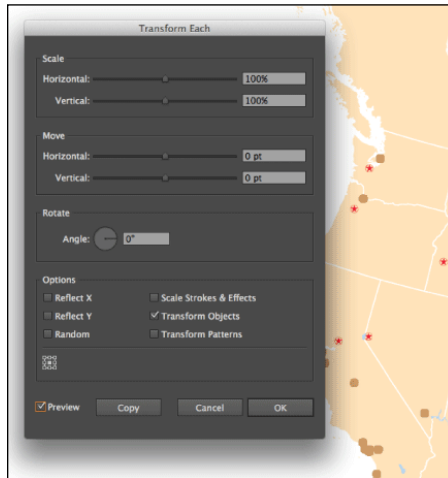 Transform Each
Scale
Horizontal: 100%
Vertical: 100%
Move
Horizontal: 0 pt
Vertical: 0 pt
Rotate
Angle: 0°
Options
Reflect X Scale Strokes & Effects
Reflect Y Transform Objects
Random Transform Patterns
Preview Copy Cancel OK